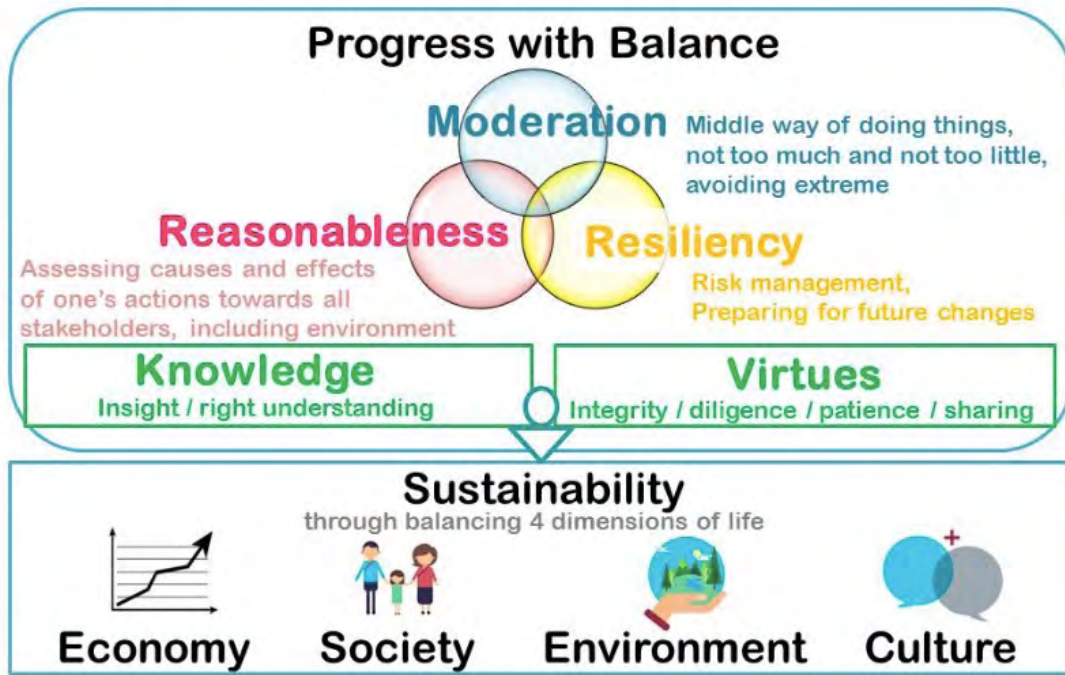 Progress with Balance
Moderation
Middle way of doing things,
not too much and not too little,
avoiding extreme
Reasonableness
Assessing causes and effects
of one's actions towards all
stakeholders, including environment
Resiliency
Risk management,
Preparing for future changes
Knowledge
Insight / right understanding
Virtues
Integrity / diligence / patience / sharing
Sustainability
through balancing 4 dimensions of life
Economy
Society
Environment
Culture